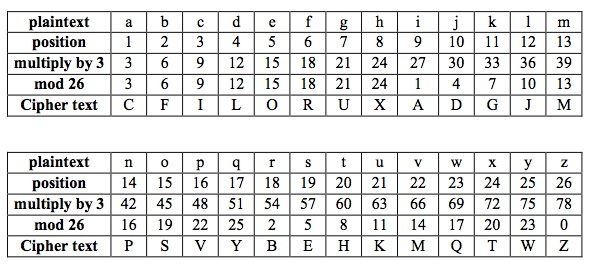 plaintext a b c d e f g h i j k l m
position 1 2 3 4 5 6 7 8 9 10 11 12 13
multiply by 3 3 6 9 12 15 18 21 24 27 30 33 36 39
mod 26 3 6 9 12 15 18 21 24 1 4 7 10 13
Cipher text C F I L O R U X A D G J M
plaintext n o p q r s t u v w x y z
position 14 15 16 17 18 19 20 21 22 23 24 25 26
multiply by 3 42 45 48 51 54 57 60 63 66 69 72 75 78
mod 26 16 19 22 25 2 5 8 11 14 17 20 23 0
Cipher text P S V Y B E H K M Q T W Z